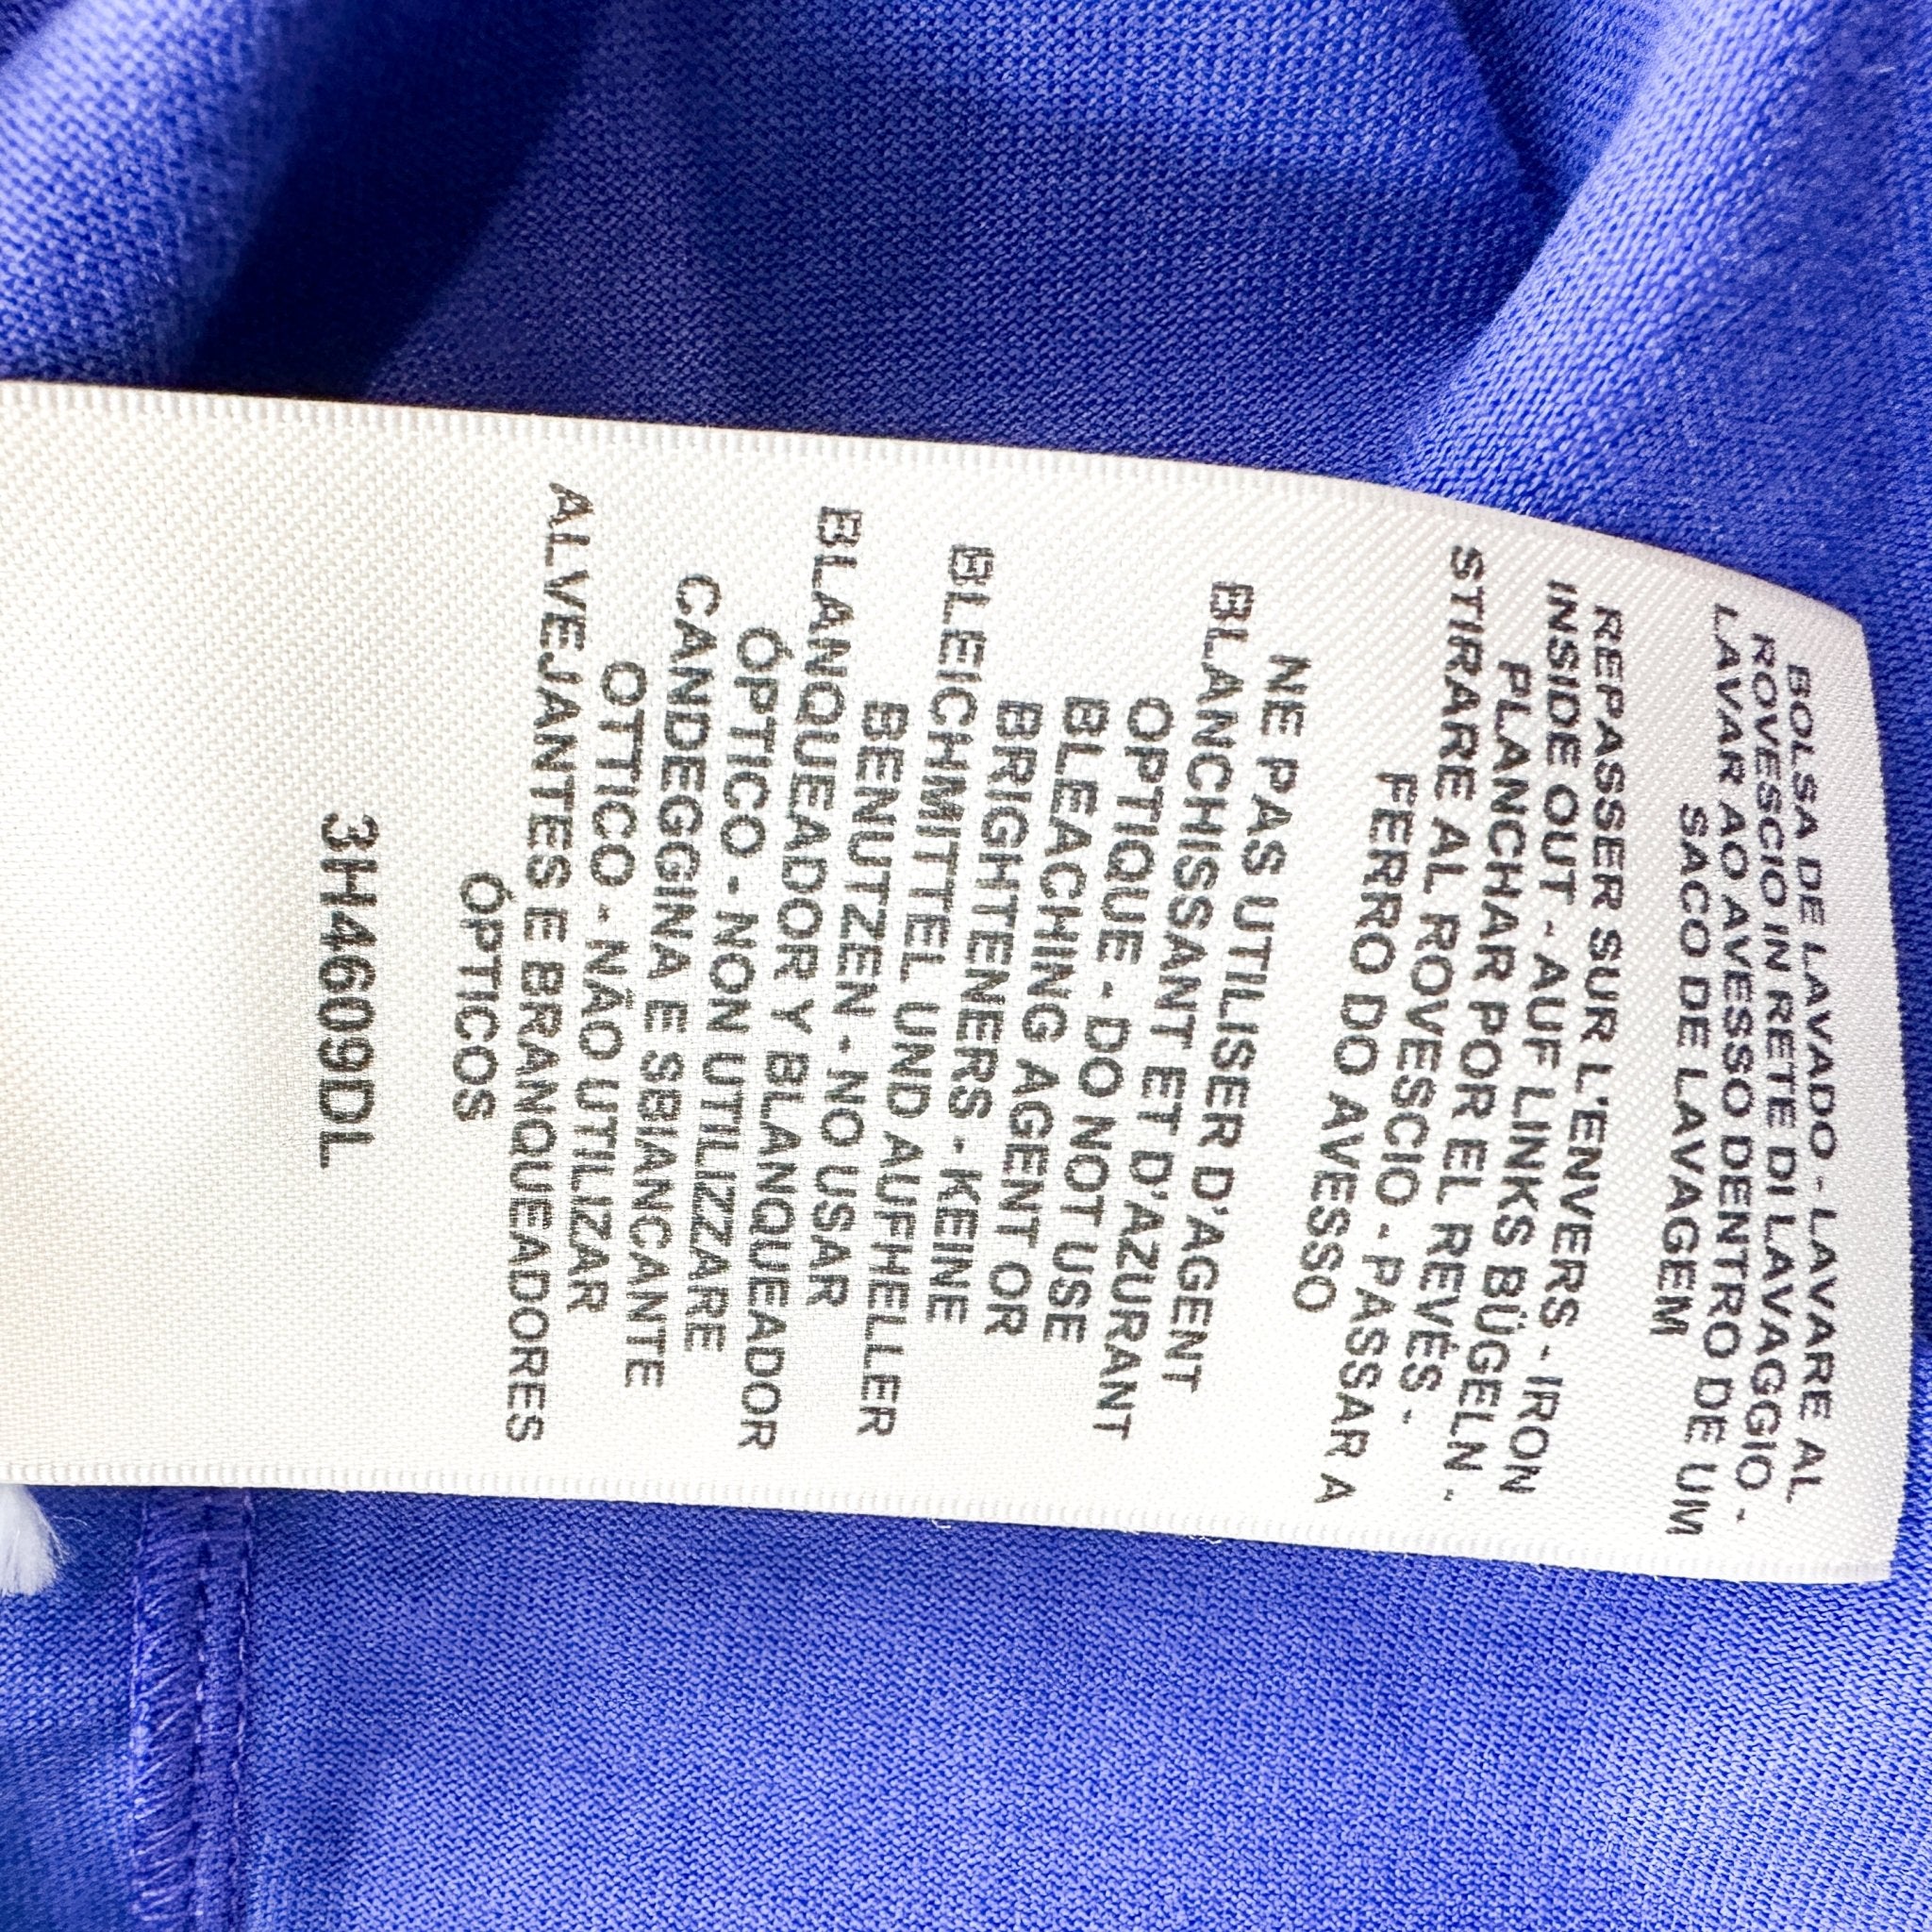 BOLSA DE LAVADO - LAVARE AL
ROVESCIO IN RETE DI LAVAGGIO -
LAVAR AO AVESSO DENTRO DE UM
SACO DE LAVAGEM
REPASSER SUR L'ENVERS - IRON
INSIDE OUT - AUF LINKS BÜGELN -
PLANCHAR POR EL REVÉS -
STIRARE AL ROVESCIO - PASSAR A
FERRO DO AVESSO
NE PAS UTILISER D'AGENT
BLANCHISSANT ET D'AZURANT
OPTIQUE - DO NOT USE
BLEACHING AGENT OR
BRIGHTENERS - KEINE
BLEICHMITTEL UND AUFHELLER
BENUTZEN - NO USAR
BLANQUEADOR Y BLANQUEADOR
ÓPTICO - NON UTILIZZARE
CANDEGGINA E SBIANCANTE
OTTICO - NÃO UTILIZAR
ALVEJANTES E BRANQUEADORES
ÓPTICOS
3H4609DL